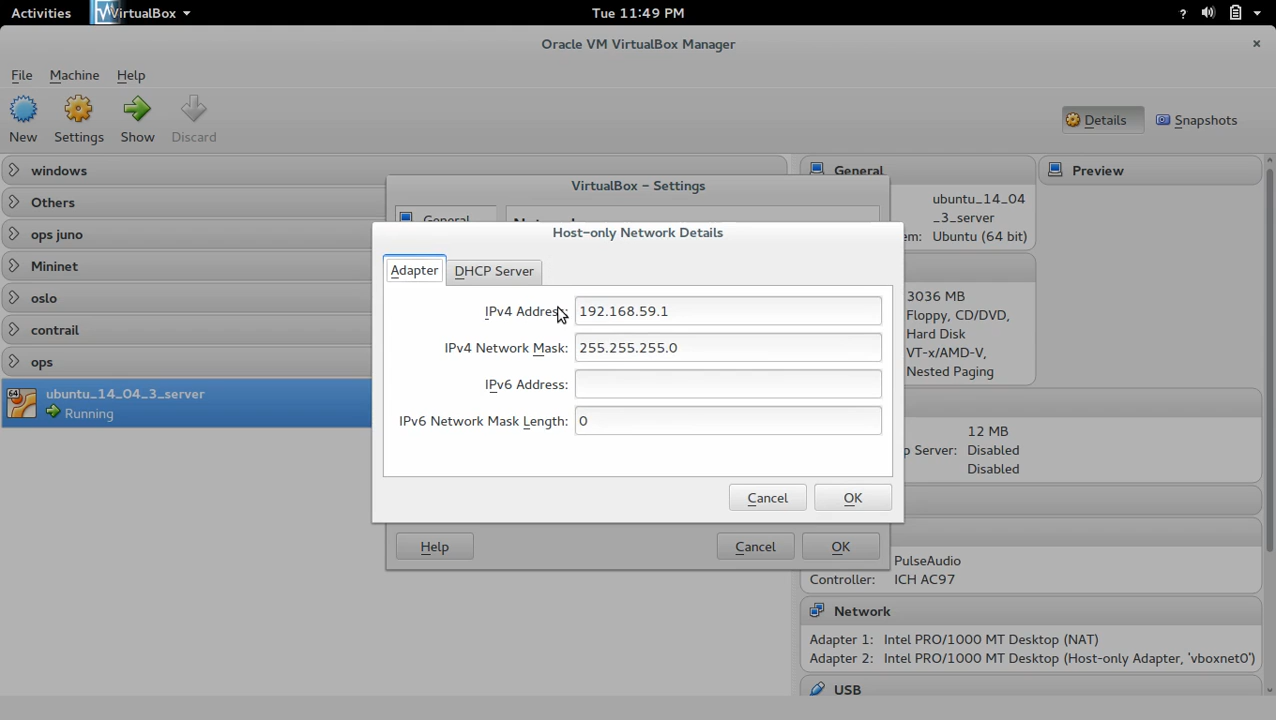 Activities
VirtualBox
Tue 11:49 PM
?
Oracle VM VirtualBox Manager
×
File Machine Help
New Settings Show Discard
Details Snapshots
windows
Others
ops juno
Mininet
oslo
contrail
ops
64
ubuntu_14_04_3_server
Running
General
Preview
ubuntu_14_04
_3_server
em: Ubuntu (64 bit)
3036 MB
Floppy, CD/DVD,
Hard Disk
VT-x/AMD-V,
Nested Paging
12 MB
p Server: Disabled
Disabled
PulseAudio
Controller: ICH AC97
Network
Adapter 1: Intel PRO/1000 MT Desktop (NAT)
Adapter 2: Intel PRO/1000 MT Desktop (Host-only Adapter, 'vboxnet0')
USB
VirtualBox - Settings
General
Host-only Network Details
Adapter DHCP Server
IPv4 Address: 192.168.59.1
IPv4 Network Mask: 255.255.255.0
IPv6 Address:
IPv6 Network Mask Length: 0
Cancel OK
Help Cancel OK